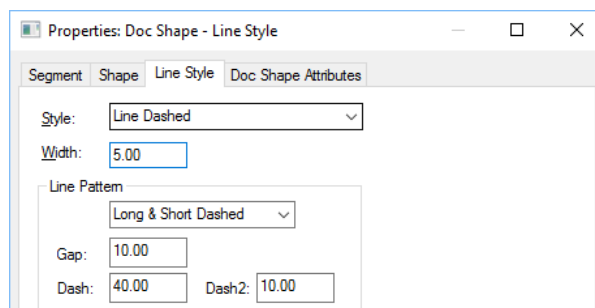 Properties: Doc Shape - Line Style
Segment Shape Line Style Doc Shape Attributes
Style: Line Dashed
Width: 5.00
Line Pattern
Long & Short Dashed
Gap: 10.00
Dash: 40.00 Dash2: 10.00